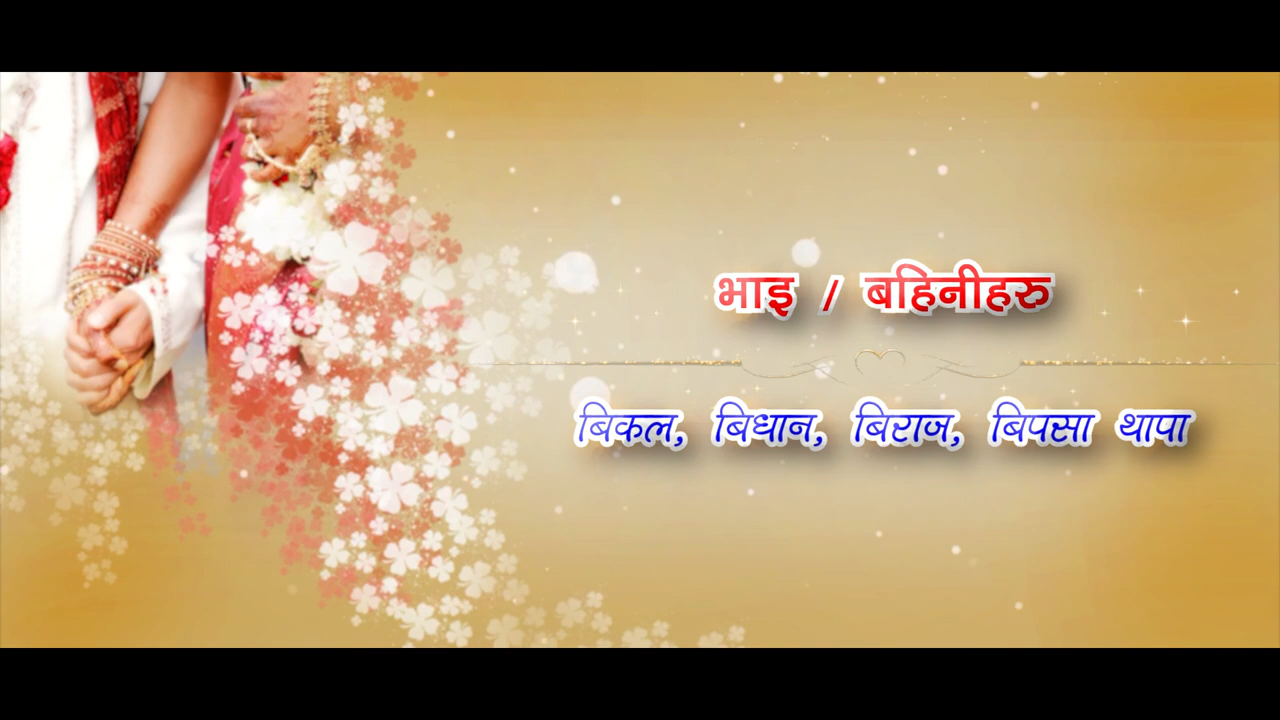 भाइ / बहिनीहरु
बिकल, बिधान, बिराज, बिपसा थापा